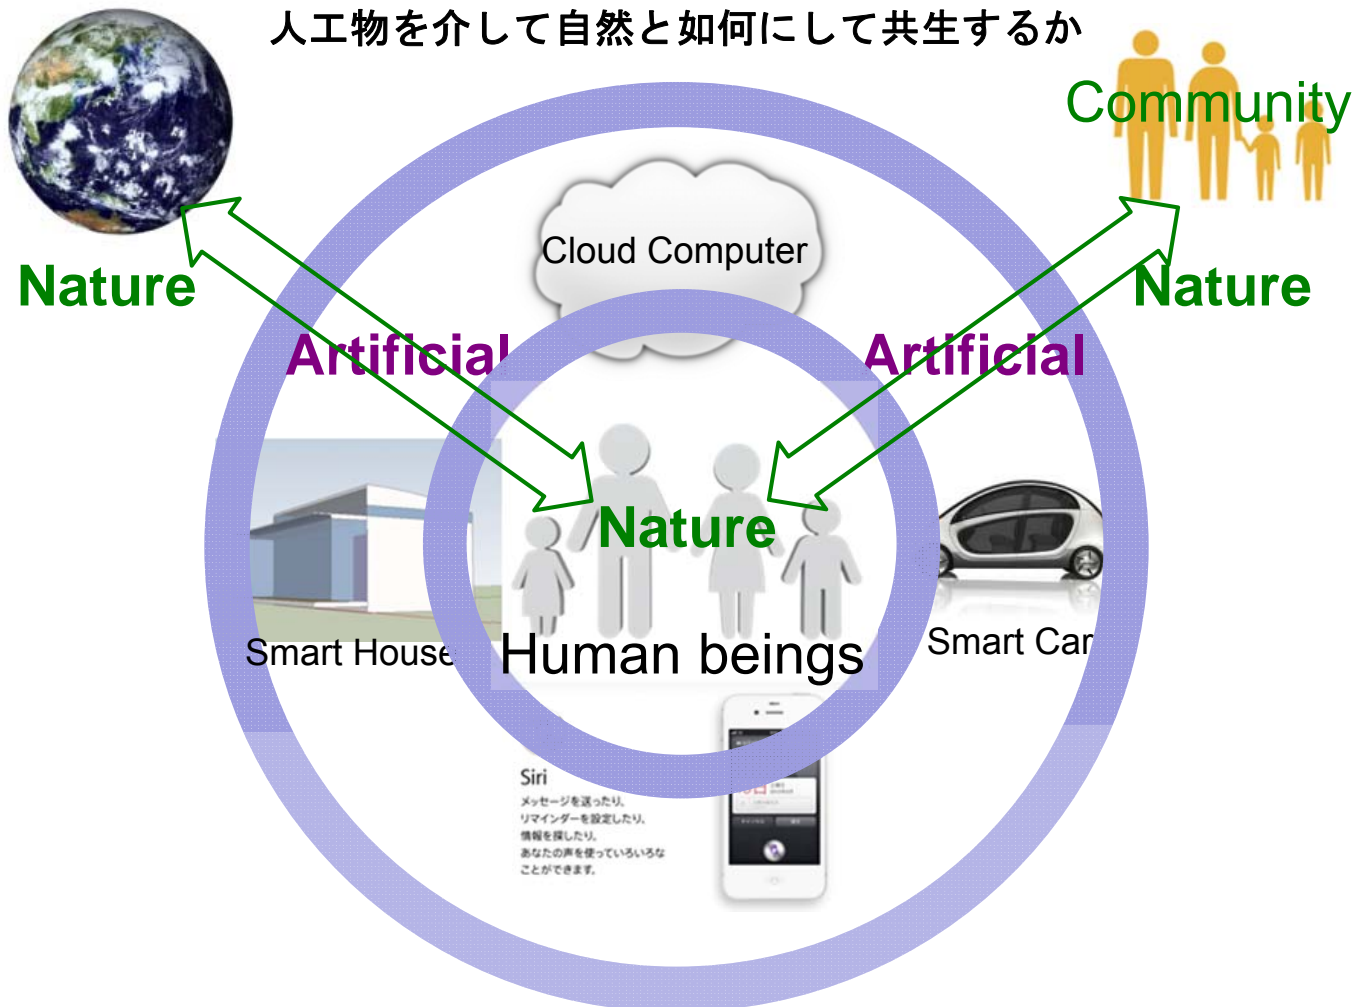 人工物を介して自然と如何にして共生するか
Community
Cloud Computer
Nature
Nature
Artificial
Artificial
Nature
Smart House
Human beings
Smart Car
Siri
メッセージを送ったり、
リマインダーを設定したり、
情報を探したり、
あなたの声を使っていろいろな
ことができます。